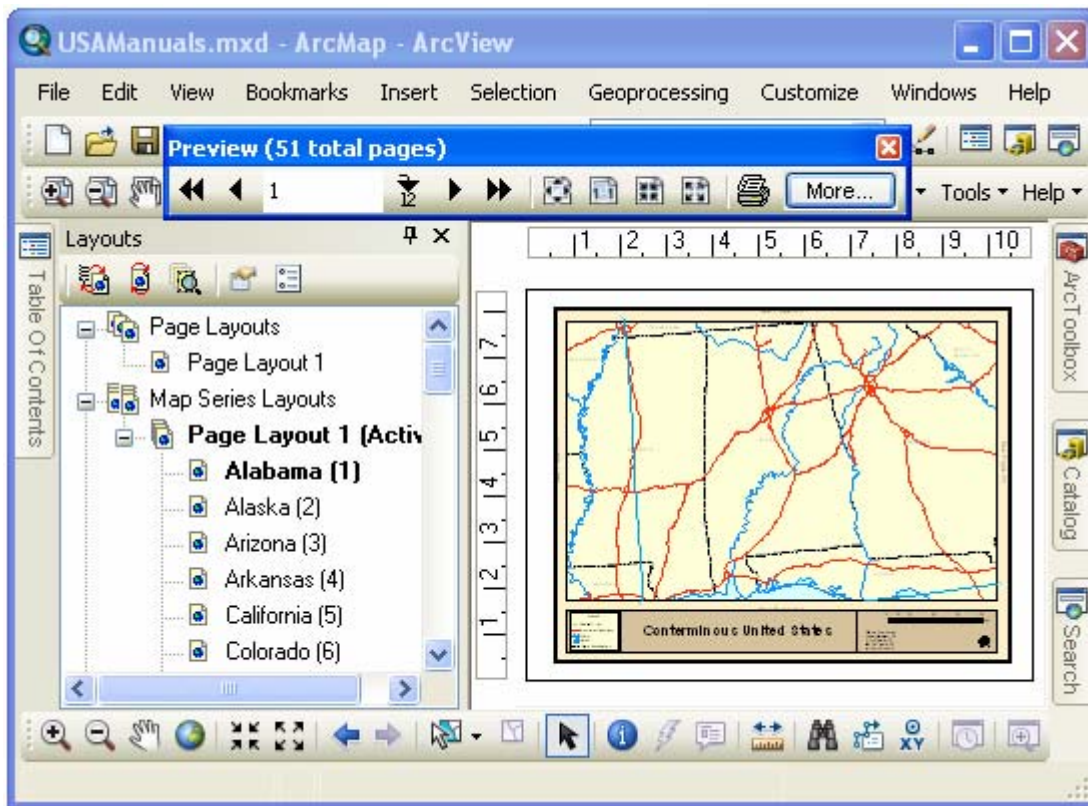 USAManuals.mxd - ArcMap - ArcView
File Edit View Bookmarks Insert Selection Geoprocessing Customize Windows Help
Preview (51 total pages)
1
12
More...
Tools Help
Table Of Contents
Layouts
Page Layouts
Page Layout 1
Map Series Layouts
Page Layout 1 (Activ
Alabama (1)
Alaska (2)
Arizona (3)
Arkansas (4)
California (5)
Colorado (6)
1 2 3 4 5 6 7 8 9 10
7
6
5
4
3
2
1
Conterminous United States
ArcToolbox
Catalog
Search
XY